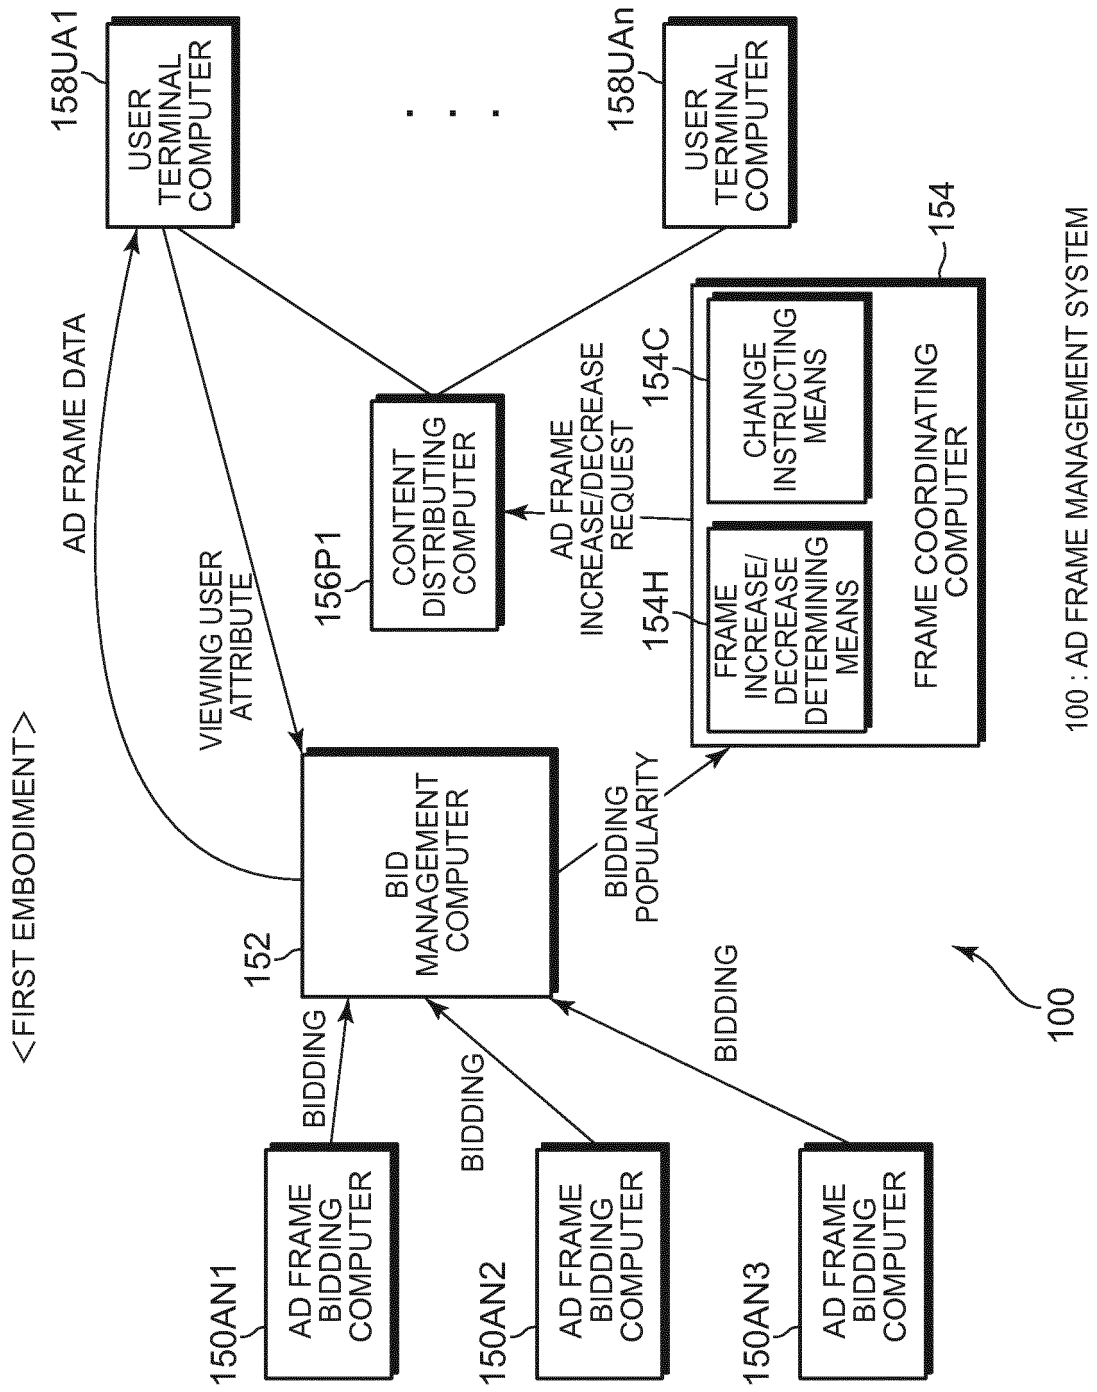 <FIRST EMBODIMENT>
150AN1
AD FRAME
BIDDING
COMPUTER
150AN2
AD FRAME
BIDDING
COMPUTER
150AN3
AD FRAME
BIDDING
COMPUTER
BIDDING
BIDDING
BIDDING
152
BID
MANAGEMENT
COMPUTER
AD FRAME DATA
VIEWING USER
ATTRIBUTE
BIDDING
POPULARITY
156P1
CONTENT
DISTRIBUTING
COMPUTER
AD FRAME
INCREASE/DECREASE
REQUEST
154H
FRAME
INCREASE/
DECREASE
DETERMINING
MEANS
154C
CHANGE
INSTRUCTING
MEANS
FRAME COORDINATING
COMPUTER
154
158UA1
USER
TERMINAL
COMPUTER
. . .
158UAn
USER
TERMINAL
COMPUTER
100
100 : AD FRAME MANAGEMENT SYSTEM